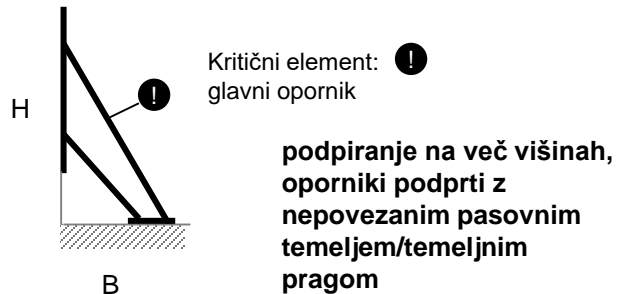 Kritični element: !
glavni opornik
!
H
podpiranje na več višinah,
oporniki podprti z
nepovezanim pasovnim
temeljem/temeljnim
pragom
B